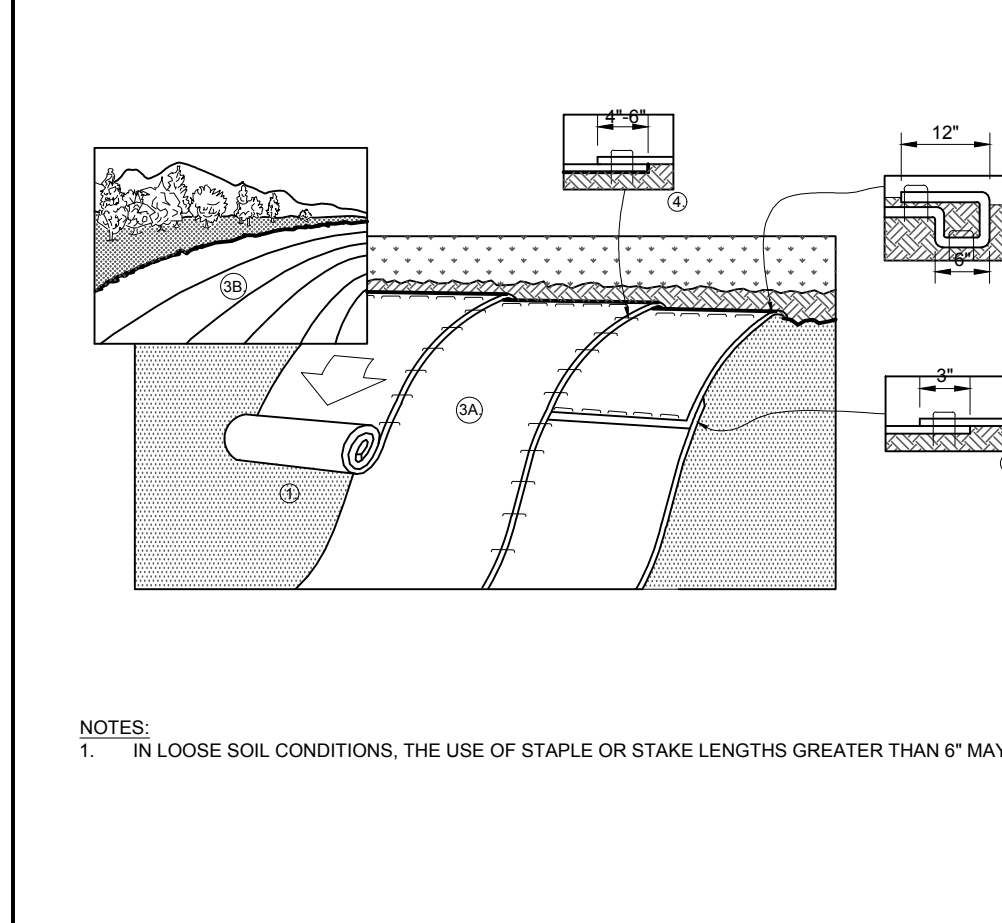 4"-6"
12"
4.
3B.
6"
3"
3A.
1.
NOTES:
1. IN LOOSE SOIL CONDITIONS, THE USE OF STAPLE OR STAKE LENGTHS GREATER THAN 6" MAY